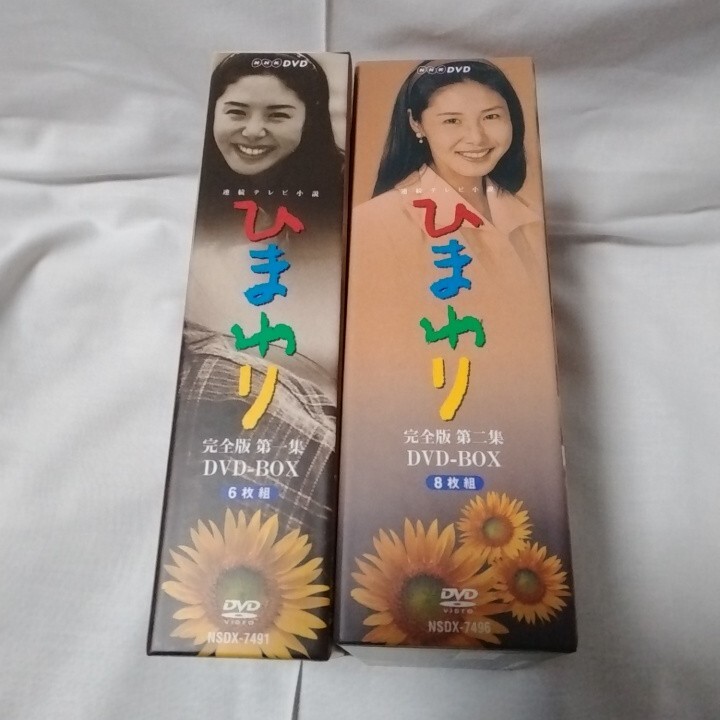 NHK DVD
連続テレビ小説
ひまわり
完全版 第一集
DVD-BOX
6枚組
DVD
VIDEO
NSDX-7491
NHK DVD
連続テレビ小説
ひまわり
完全版 第二集
DVD-BOX
8枚組
DVD
VIDEO
NSDX-7496